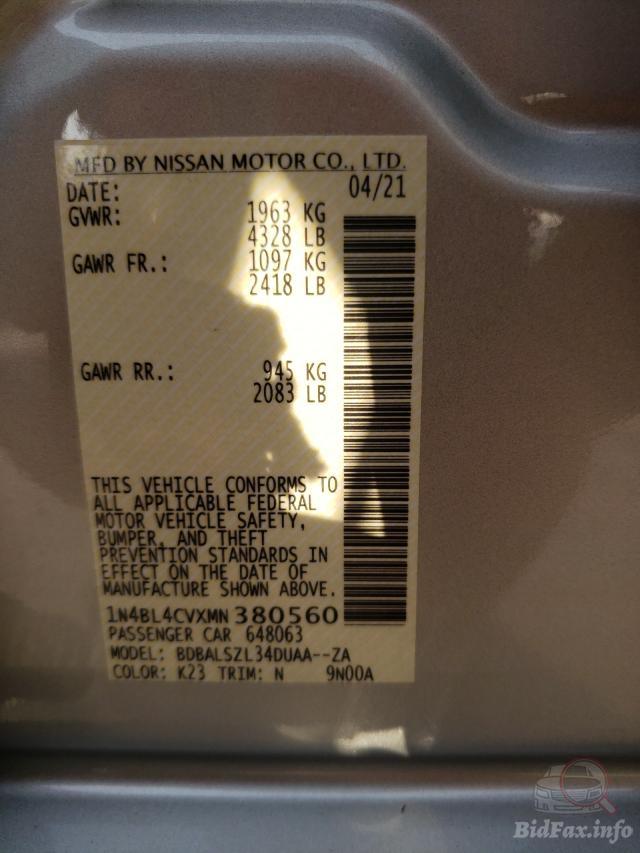 MFD BY NISSAN MOTOR CO., LTD.
DATE: 04/21
GVWR: 1963 KG
4328 LB
GAWR FR.: 1097 KG
2418 LB
GAWR RR.: 945 KG
2083 LB
THIS VEHICLE CONFORMS TO
ALL APPLICABLE FEDERAL
MOTOR VEHICLE SAFETY,
BUMPER, AND THEFT
PREVENTION STANDARDS IN
EFFECT ON THE DATE OF
MANUFACTURE SHOWN ABOVE.
1N4BL4CVXMN380560
PASSENGER CAR 648063
MODEL: BDBALSZL34DUAA--ZA
COLOR: K23 TRIM: N 9N00A
BidFax.info